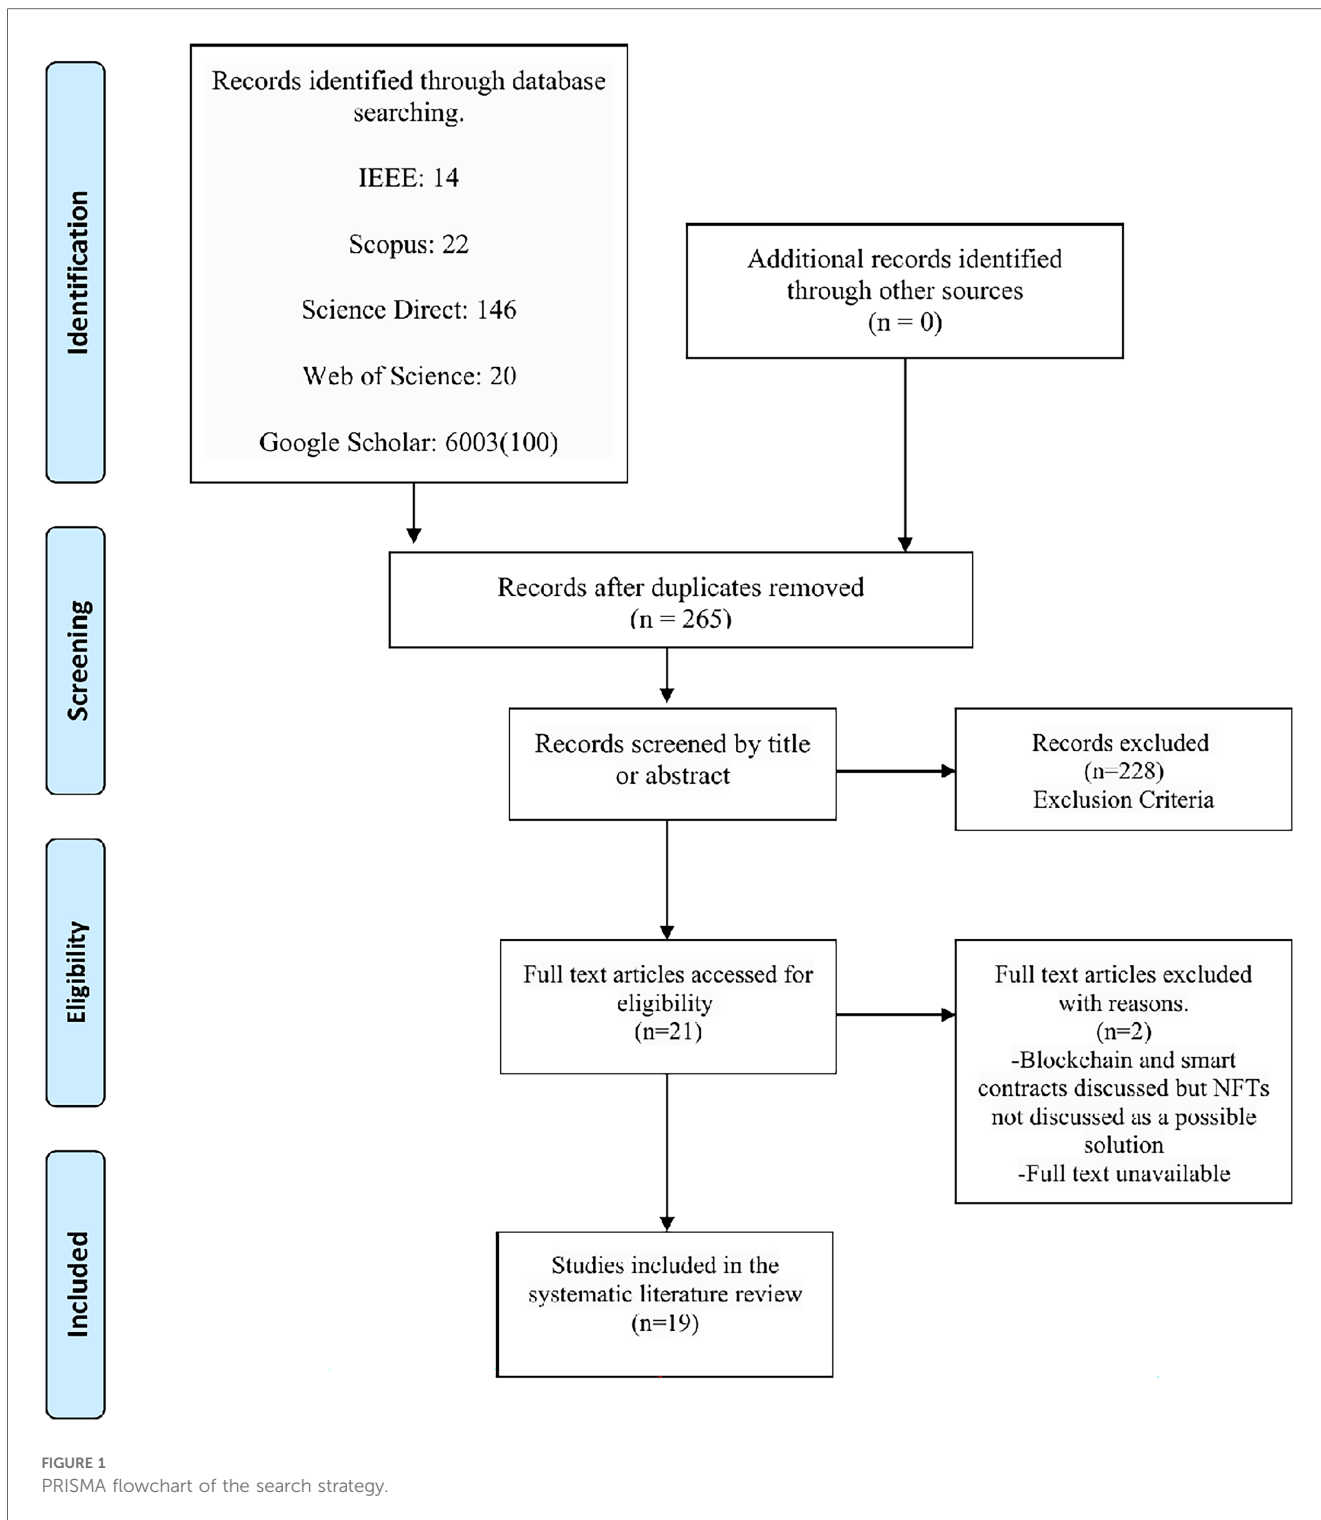 Identification
Records identified through database
searching.
IEEE: 14
Scopus: 22
Science Direct: 146
Web of Science: 20
Google Scholar: 6003(100)
Additional records identified
through other sources
(n = 0)
Screening
Records after duplicates removed
(n = 265)
Records screened by title
or abstract
Records excluded
(n=228)
Exclusion Criteria
Eligibility
Full text articles accessed for
eligibility
(n=21)
Full text articles excluded
with reasons.
(n=2)
-Blockchain and smart
contracts discussed but NFTs
not discussed as a possible
solution
-Full text unavailable
Included
Studies included in the
systematic literature review
(n=19)
FIGURE 1
PRISMA flowchart of the search strategy.